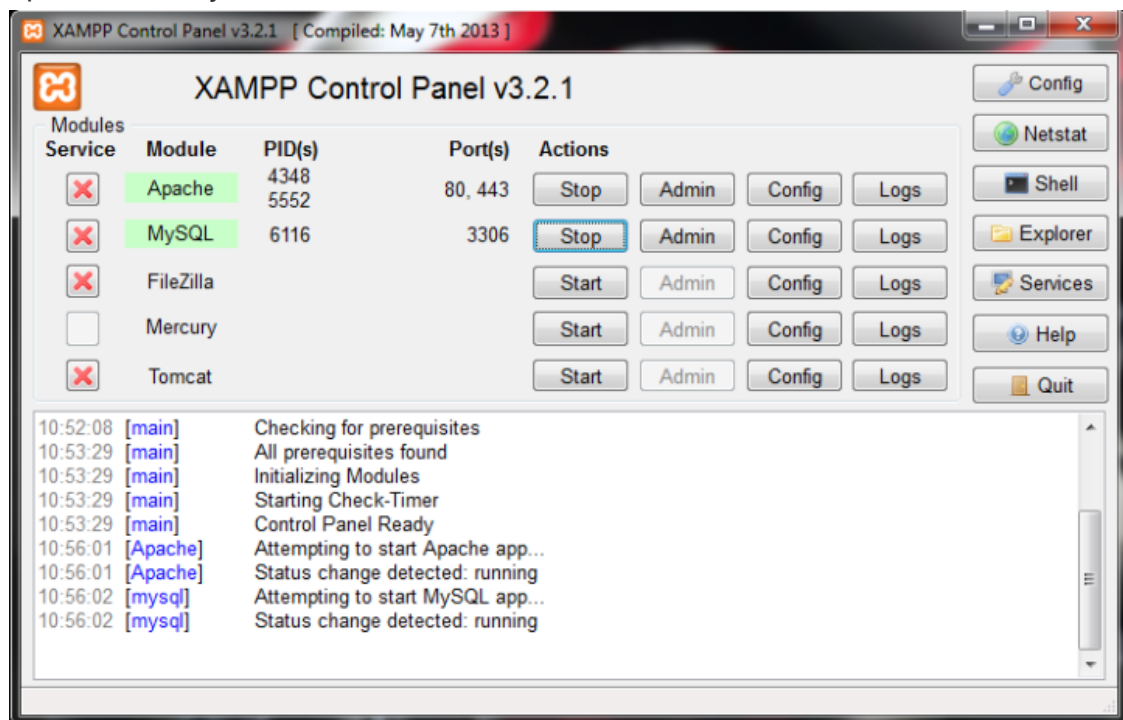 XAMPP Control Panel v3.2.1 [ Compiled: May 7th 2013 ]
XAMPP Control Panel v3.2.1
Config
Modules
Service Module PID(s) Port(s) Actions
Netstat
Apache 4348 5552 80, 443 Stop Admin Config Logs
Shell
MySQL 6116 3306 Stop Admin Config Logs
Explorer
FileZilla Start Admin Config Logs
Services
Mercury Start Admin Config Logs
Help
Tomcat Start Admin Config Logs
Quit
10:52:08 [main] Checking for prerequisites
10:53:29 [main] All prerequisites found
10:53:29 [main] Initializing Modules
10:53:29 [main] Starting Check-Timer
10:53:29 [main] Control Panel Ready
10:56:01 [Apache] Attempting to start Apache app...
10:56:01 [Apache] Status change detected: running
10:56:02 [mysql] Attempting to start MySQL app...
10:56:02 [mysql] Status change detected: running